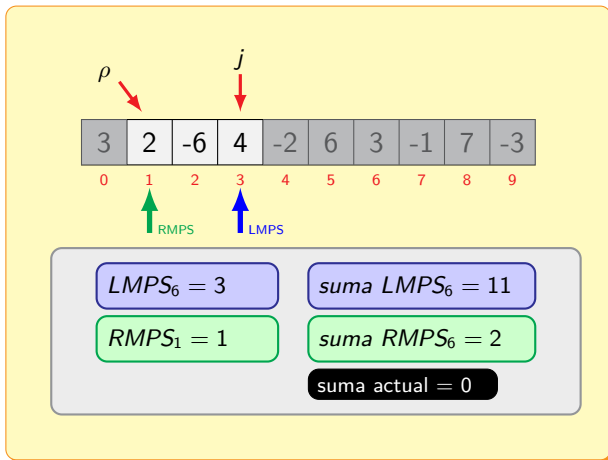 ρ j
3 2 -6 4 -2 6 3 -1 7 -3
0 1 2 3 4 5 6 7 8 9
RMPS LMPS
LMPS₆ = 3 suma LMPS₆ = 11
RMPS₁ = 1 suma RMPS₆ = 2
suma actual = 0